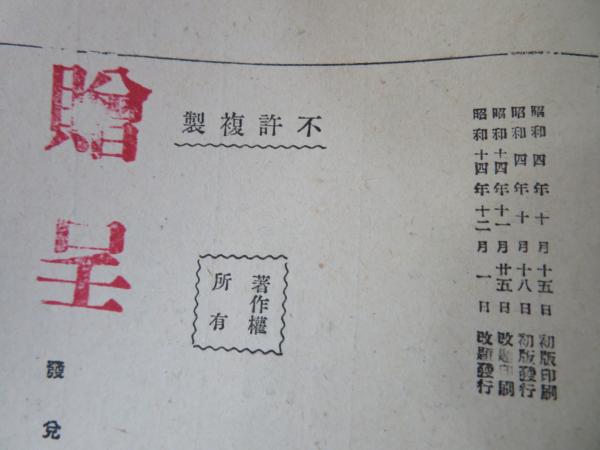 昭和四年十月十五日初版印刷
昭和四年十月十八日初版發行
昭和十四年十一月廿五日改題印刷
昭和十四年十二月一日改題發行
不許複製
著作權
所有
贈呈
發兌